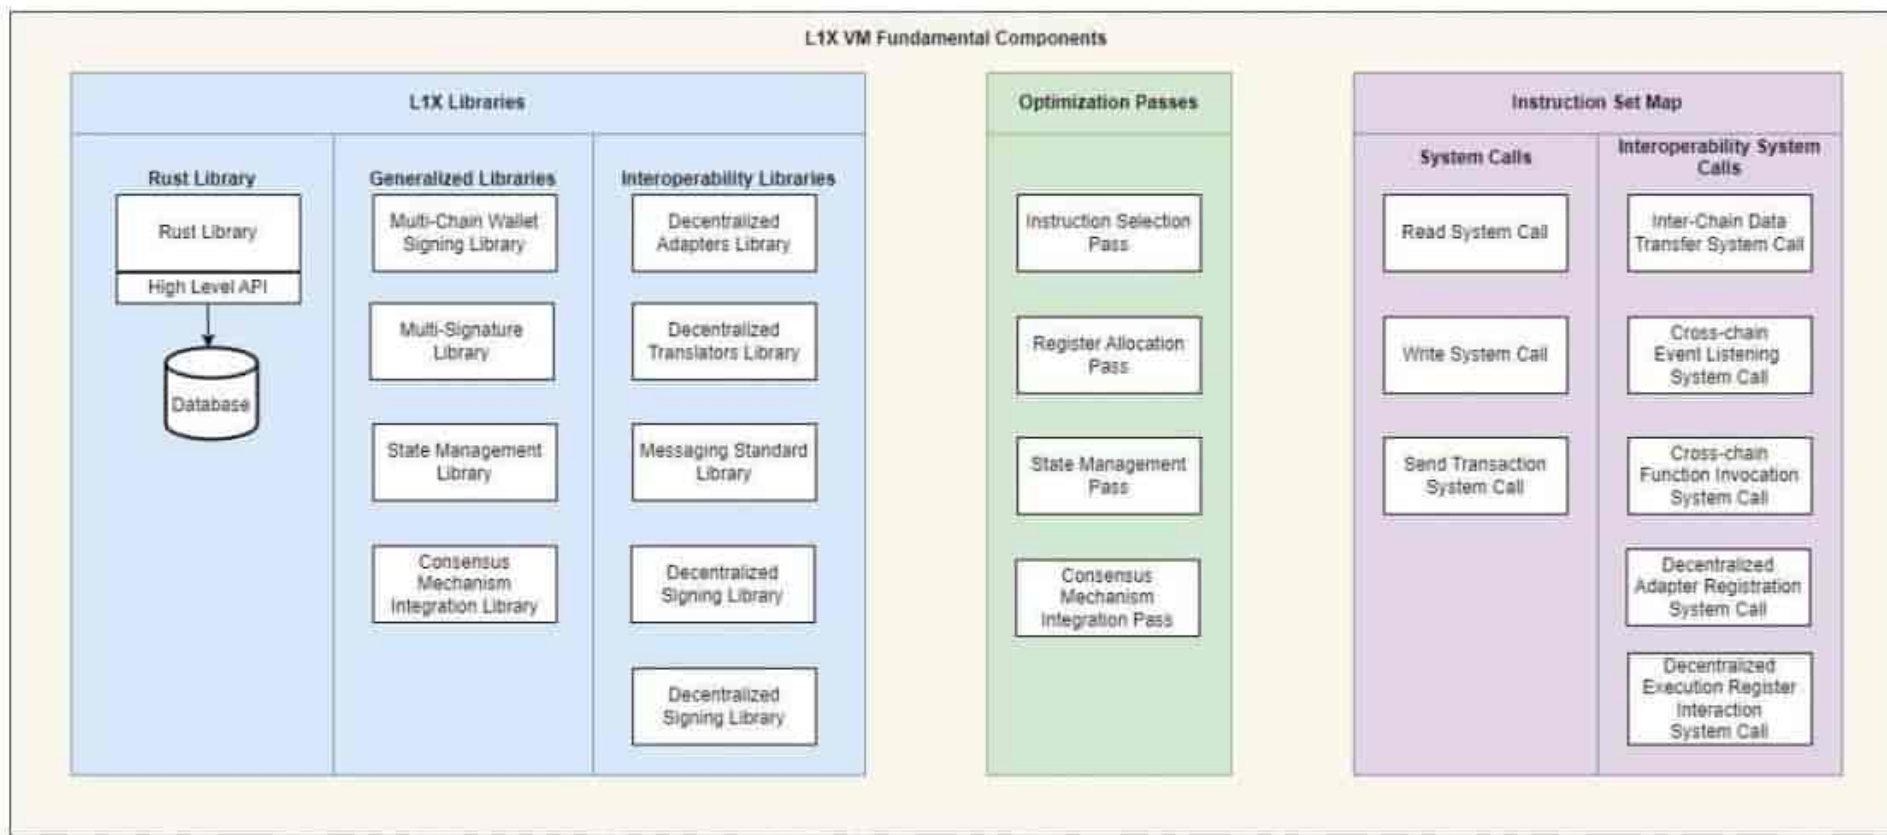 L1X VM Fundamental Components
L1X Libraries
Rust Library
Rust Library
High Level API
Database
Generalized Libraries
Multi-Chain Wallet
Signing Library
Multi-Signature
Library
State Management
Library
Consensus
Mechanism
Integration Library
Interoperability Libraries
Decentralized
Adapters Library
Decentralized
Translators Library
Messaging Standard
Library
Decentralized
Signing Library
Decentralized
Signing Library
Optimization Passes
Instruction Selection
Pass
Register Allocation
Pass
State Management
Pass
Consensus
Mechanism
Integration Pass
Instruction Set Map
System Calls
Read System Call
Write System Call
Send Transaction
System Call
Interoperability System
Calls
Inter-Chain Data
Transfer System Call
Cross-chain
Event Listening
System Call
Cross-chain
Function Invocation
System Call
Decentralized
Adapter Registration
System Call
Decentralized
Execution Register
Interaction
System Call